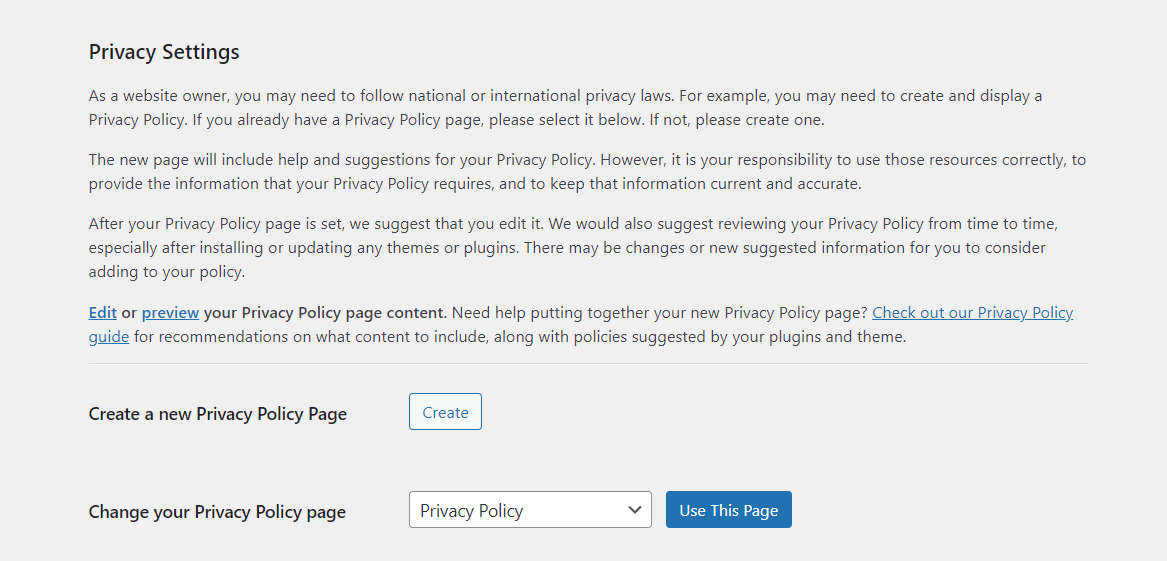 Privacy Settings
As a website owner, you may need to follow national or international privacy laws. For example, you may need to create and display a
Privacy Policy. If you already have a Privacy Policy page, please select it below. If not, please create one.
The new page will include help and suggestions for your Privacy Policy. However, it is your responsibility to use those resources correctly, to
provide the information that your Privacy Policy requires, and to keep that information current and accurate.
After your Privacy Policy page is set, we suggest that you edit it. We would also suggest reviewing your Privacy Policy from time to time,
especially after installing or updating any themes or plugins. There may be changes or new suggested information for you to consider
adding to your policy.
Edit or preview your Privacy Policy page content. Need help putting together your new Privacy Policy page? Check out our Privacy Policy
guide for recommendations on what content to include, along with policies suggested by your plugins and theme.
Create a new Privacy Policy Page Create
Change your Privacy Policy page Privacy Policy Use This Page